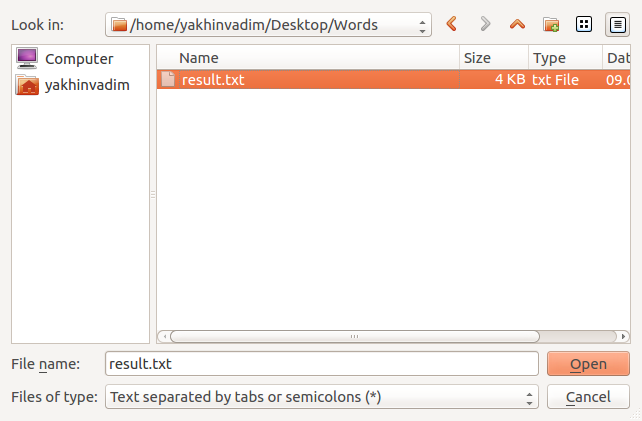 Look in: /home/yakhinvadim/Desktop/Words
Computer
yakhinvadim
Name Size Type Dat
result.txt 4 KB txt File 09.0
File name: result.txt Open
Files of type: Text separated by tabs or semicolons (*) Cancel